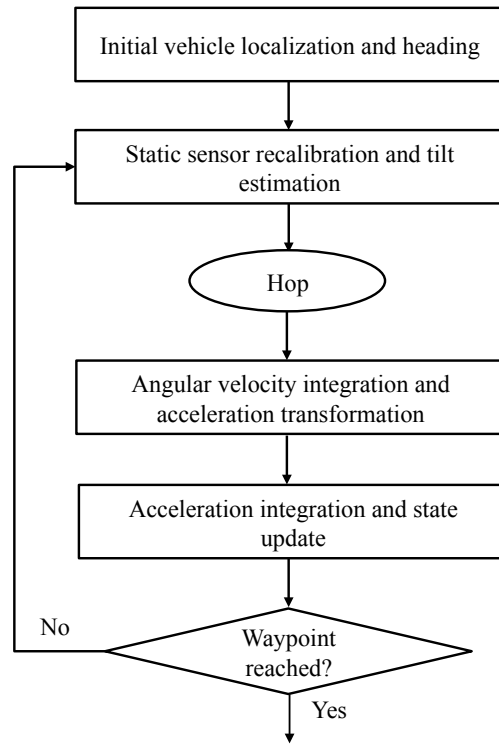 Initial vehicle localization and heading
Static sensor recalibration and tilt
estimation
Hop
Angular velocity integration and
acceleration transformation
Acceleration integration and state
update
No
Waypoint
reached?
Yes